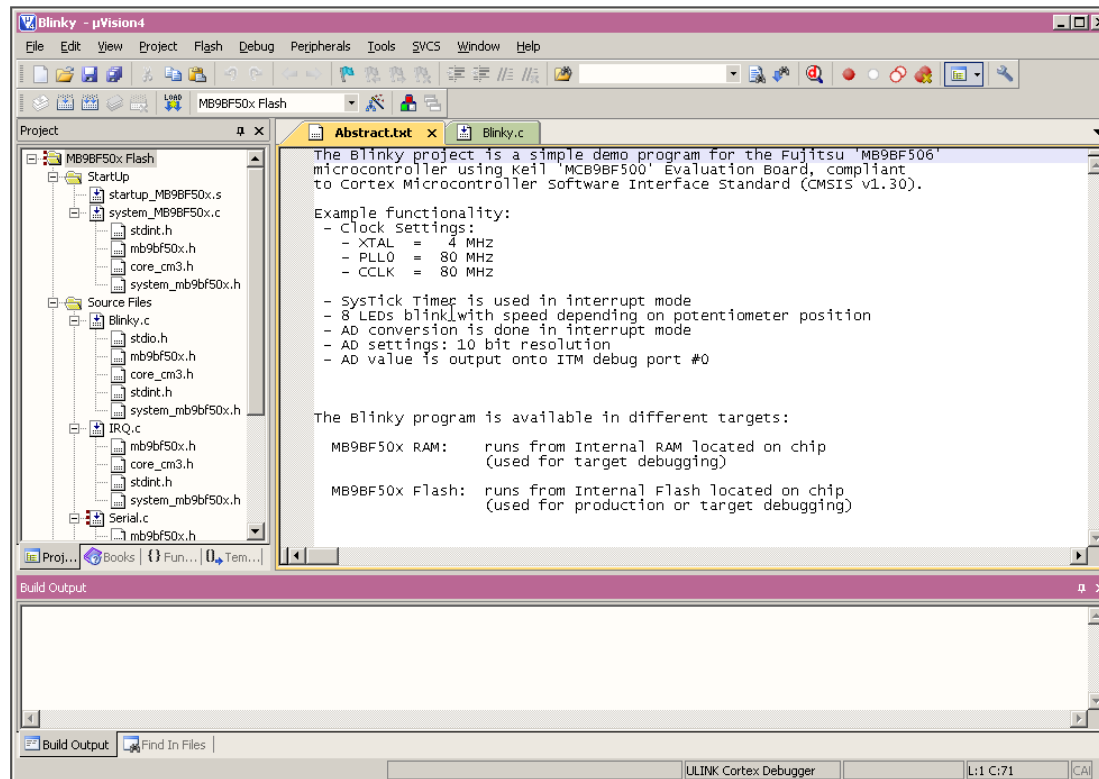 Blinky - µVision4
File Edit View Project Flash Debug Peripherals Tools SVCS Window Help
LOAD MB9BF50x Flash
Project
MB9BF50x Flash
StartUp
startup_MB9BF50x.s
system_MB9BF50x.c
stdint.h
mb9bf50x.h
core_cm3.h
system_mb9bf50x.h
Source Files
Blinky.c
stdio.h
mb9bf50x.h
core_cm3.h
stdint.h
system_mb9bf50x.h
IRQ.c
mb9bf50x.h
core_cm3.h
stdint.h
system_mb9bf50x.h
Serial.c
mb9bf50x.h
Proj... Books {} Fun... 0 Tem...
Abstract.txt Blinky.c
The Blinky project is a simple demo program for the Fujitsu 'MB9BF506'
microcontroller using Keil 'MCB9BF500' Evaluation Board, compliant
to Cortex Microcontroller Software Interface Standard (CMSIS v1.30).
Example functionality:
- Clock Settings:
- XTAL = 4 MHz
- PLL0 = 80 MHz
- CCLK = 80 MHz
- SysTick Timer is used in interrupt mode
- 8 LEDs blink with speed depending on potentiometer position
- AD conversion is done in interrupt mode
- AD settings: 10 bit resolution
- AD value is output onto ITM debug port #0
The Blinky program is available in different targets:
MB9BF50x RAM: runs from Internal RAM located on chip
(used for target debugging)
MB9BF50x Flash: runs from Internal Flash located on chip
(used for production or target debugging)
Build Output
Build Output Find In Files
ULINK Cortex Debugger L:1 C:71 CAI